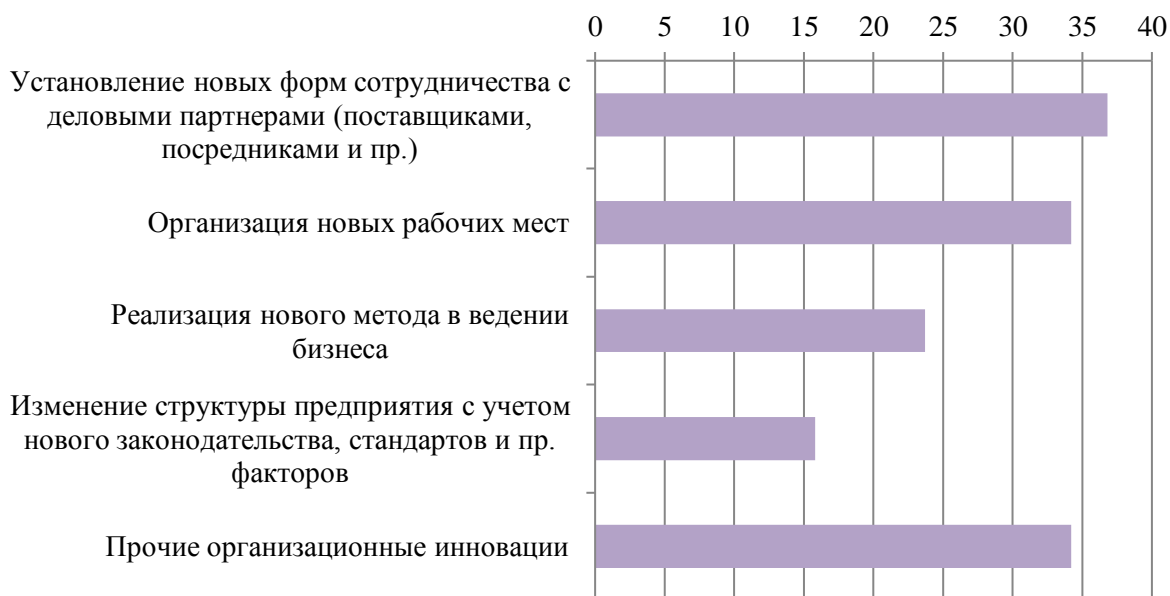 0 5 10 15 20 25 30 35 40
Установление новых форм сотрудничества с
деловыми партнерами (поставщиками,
посредниками и пр.)
Организация новых рабочих мест
Реализация нового метода в ведении
бизнеса
Изменение структуры предприятия с учетом
нового законодательства, стандартов и пр.
факторов
Прочие организационные инновации